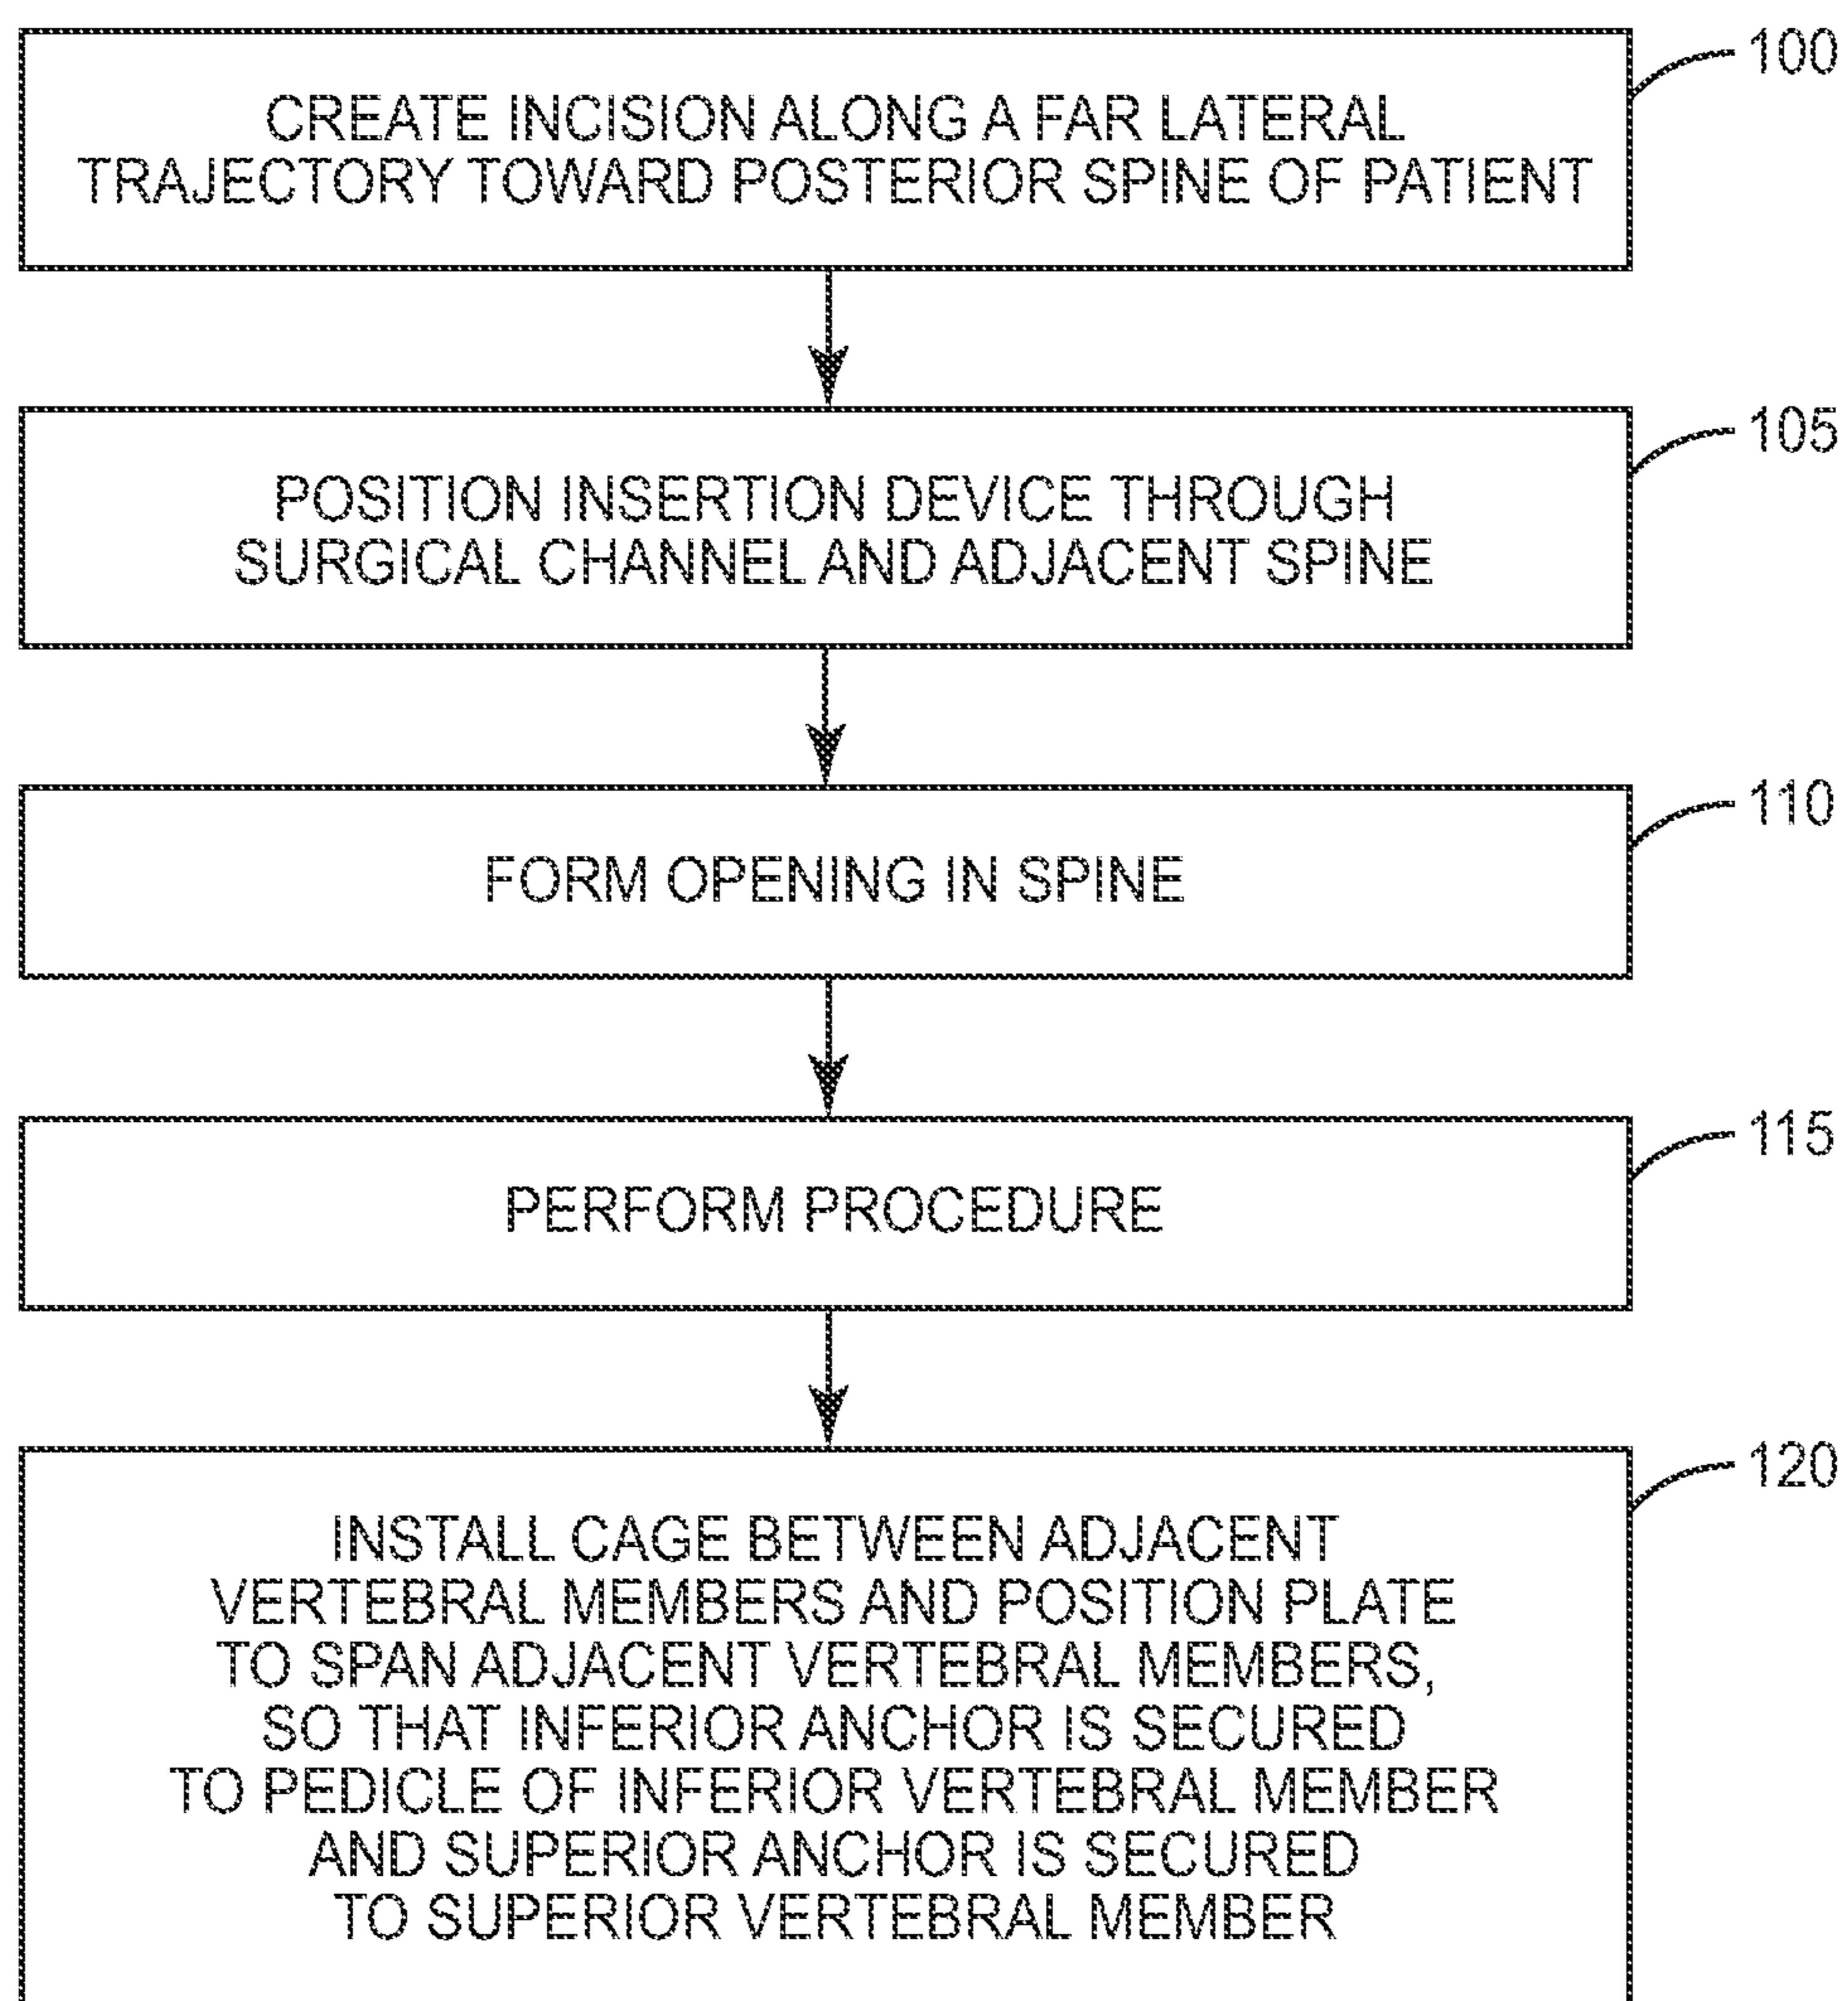 100
CREATE INCISION ALONG A FAR LATERAL
TRAJECTORY TOWARD POSTERIOR SPINE OF PATIENT
105
POSITION INSERTION DEVICE THROUGH
SURGICAL CHANNEL AND ADJACENT SPINE
110
FORM OPENING IN SPINE
115
PERFORM PROCEDURE
120
INSTALL CAGE BETWEEN ADJACENT
VERTEBRAL MEMBERS AND POSITION PLATE
TO SPAN ADJACENT VERTEBRAL MEMBERS,
SO THAT INFERIOR ANCHOR IS SECURED
TO PEDICLE OF INFERIOR VERTEBRAL MEMBER
AND SUPERIOR ANCHOR IS SECURED
TO SUPERIOR VERTEBRAL MEMBER